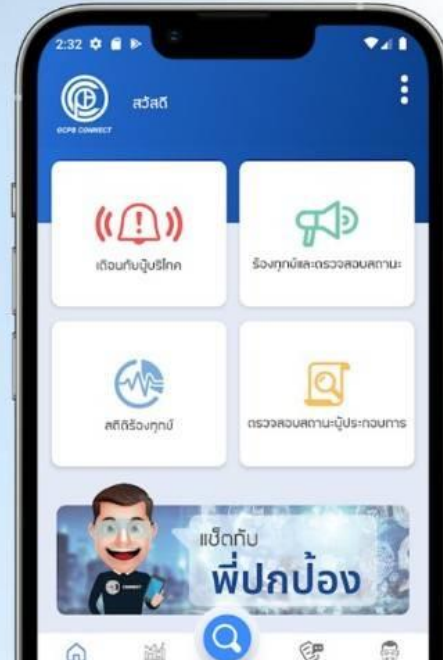 2:32
สวัสดี
OCPB CONNECT
เตือนภัยผู้บริโภค
ร้องทุกข์และตรวจสอบสถานะ
สถิติร้องทุกข์
ตรวจสอบสถานะผู้ประกอบการ
แช็ตกับ
พี่ปกป้อง